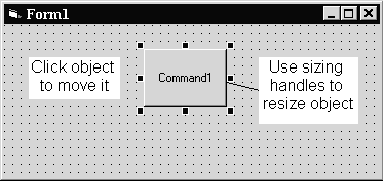 Form1
Click object
to move it
Command1
Use sizing
handles to
resize object